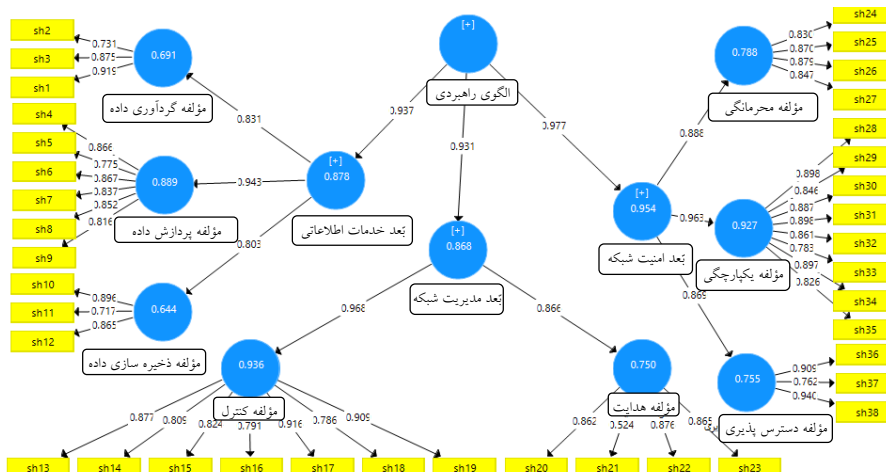 sh2
sh3
sh1
sh4
sh5
sh6
sh7
sh8
sh9
sh10
sh11
sh12
0.731
0.875
0.919
0.691
مؤلفه گردآوری داده
0.866
0.775
0.867
0.837
0.852
0.816
0.889
مؤلفه پردازش داده
0.896
0.717
0.865
0.644
مؤلفه ذخیره سازی داده
0.831
0.943
0.803
[+]
0.878
بّعد خدمات اطلاعاتی
[+]
الگوی راهبردی
0.937
0.931
0.977
[+]
0.868
بّعد مدیریت شبکه
0.968
0.866
[+]
0.954
بّعد امنیت شبکه
0.888
0.963
0.869
0.788
مؤلفه محرمانگی
0.830
0.870
0.879
0.847
sh24
sh25
sh26
sh27
0.927
مؤلفه یکپارچگی
0.898
0.846
0.887
0.898
0.861
0.783
0.897
0.826
sh28
sh29
sh30
sh31
sh32
sh33
sh34
sh35
0.755
مؤلفه دسترس پذیری
0.909
0.762
0.940
sh36
sh37
sh38
0.936
مؤلفه کنترل
0.877
0.809
0.824
0.791
0.916
0.786
0.909
sh13
sh14
sh15
sh16
sh17
sh18
sh19
0.750
مؤلفه هدایت
0.862
0.524
0.876
0.865
sh20
sh21
sh22
sh23